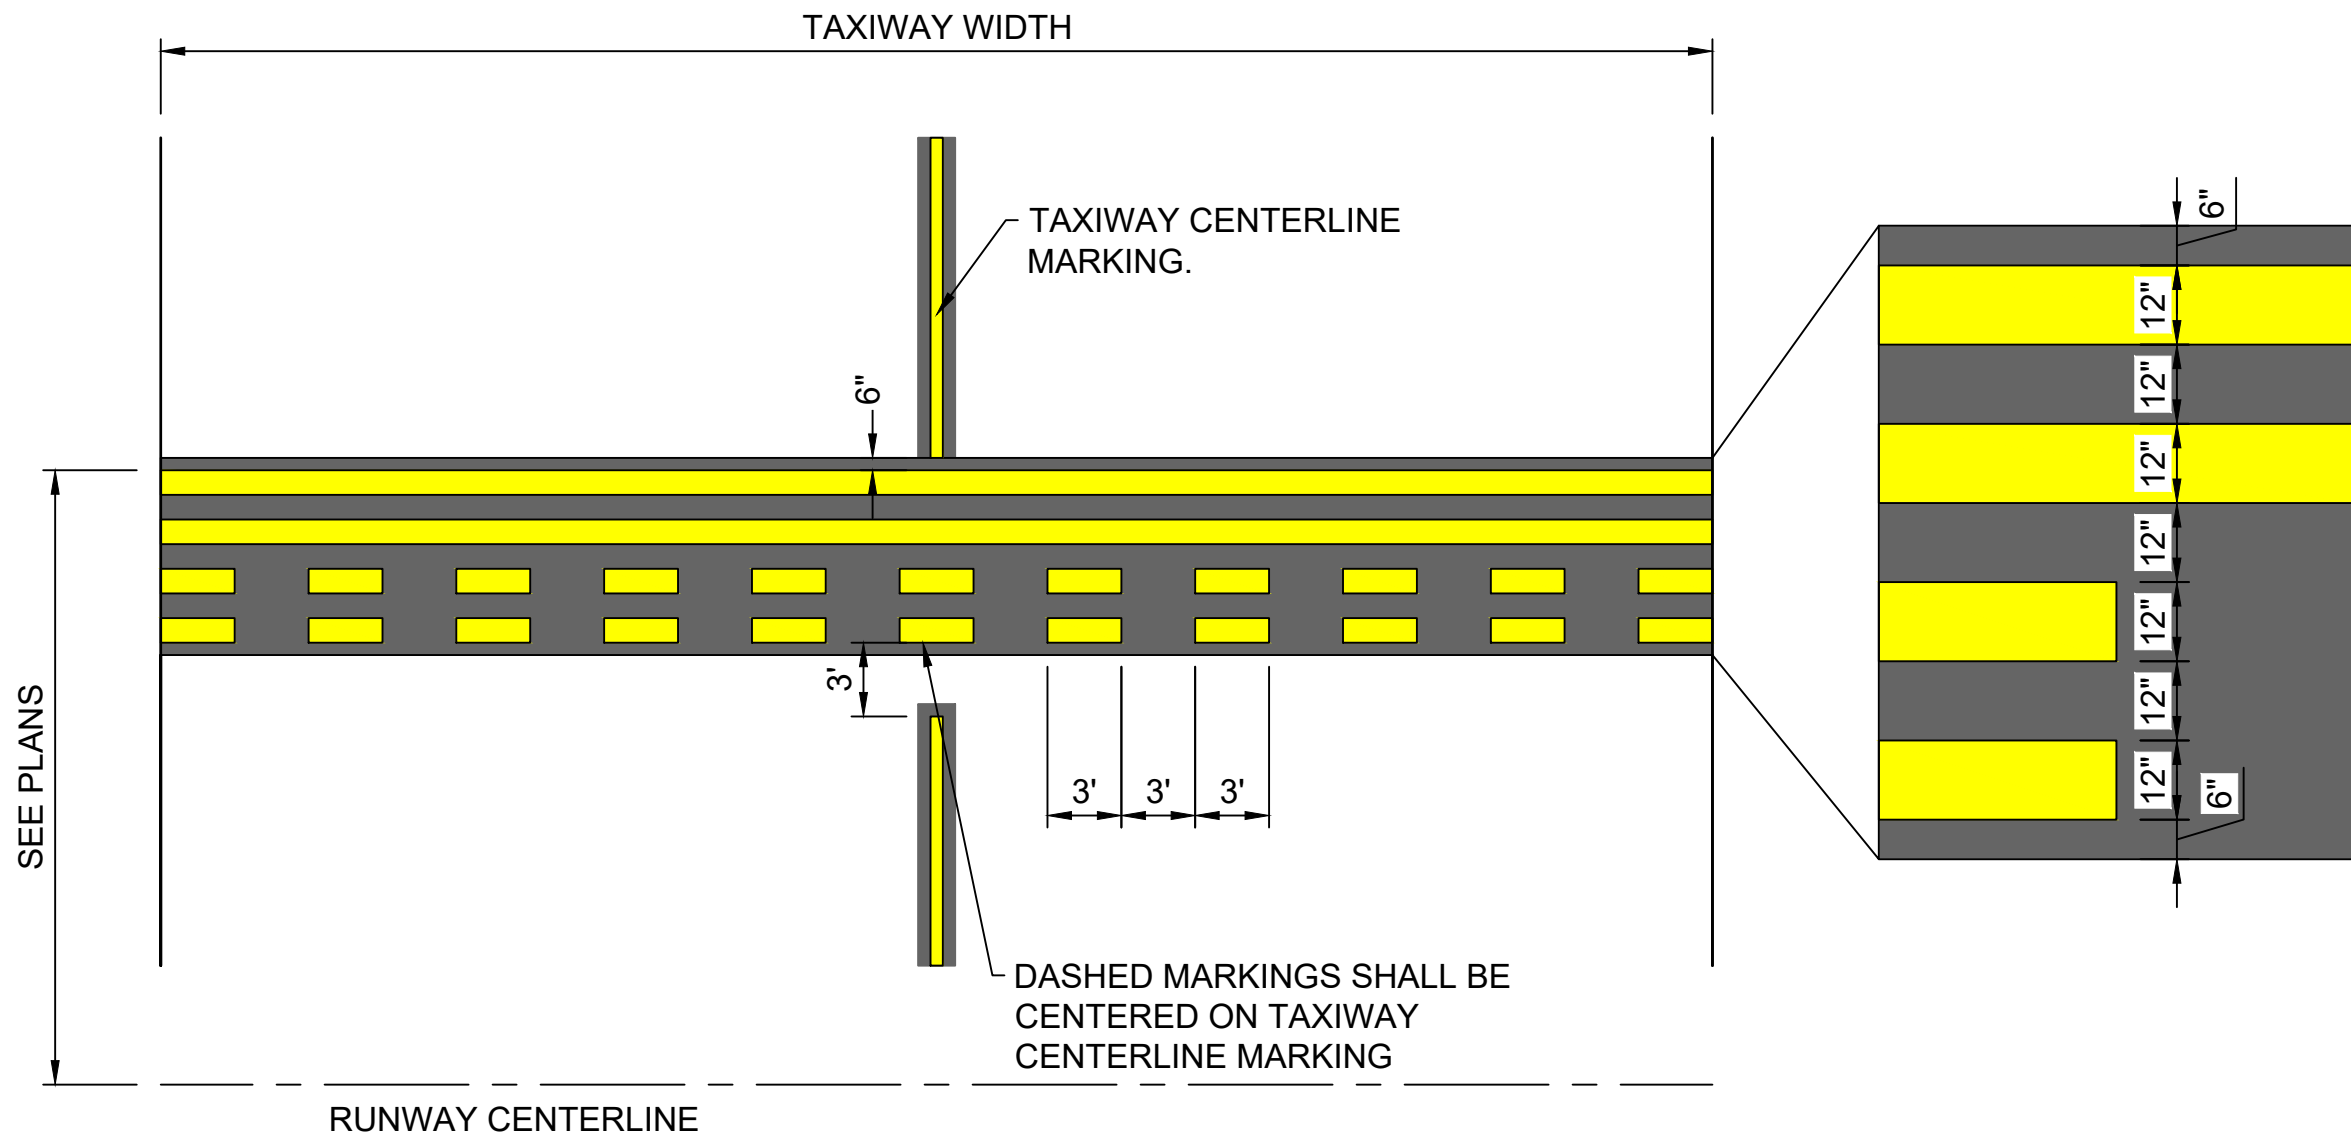 TAXIWAY WIDTH
TAXIWAY CENTERLINE
MARKING.
6"
3'
3'
3'
3'
SEE PLANS
DASHED MARKINGS SHALL BE
CENTERED ON TAXIWAY
CENTERLINE MARKING
RUNWAY CENTERLINE
6"
12"
12"
12"
12"
12"
12"
12"
6"